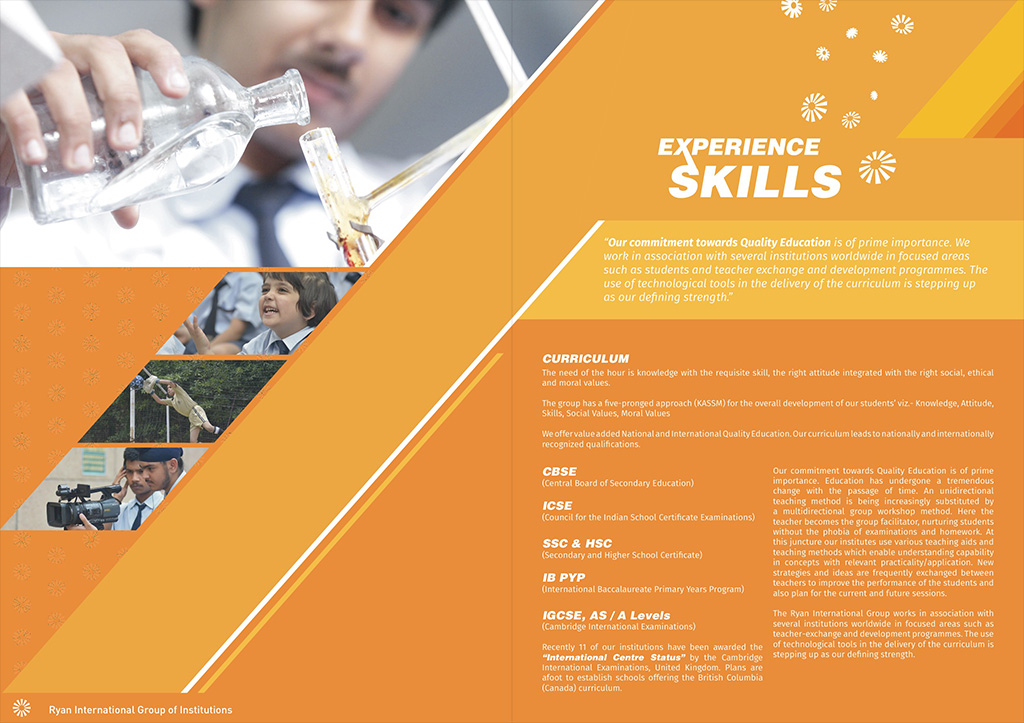 EXPERIENCE
SKILLS
"Our commitment towards Quality Education is of prime importance. We
work in association with several institutions worldwide in focused areas
such as students and teacher exchange and development programmes. The
use of technological tools in the delivery of the curriculum is stepping up
as our defining strength."
CURRICULUM
The need of the hour is knowledge with the requisite skill, the right attitude integrated with the right social, ethical
and moral values.
The group has a five-pronged approach (KASSM) for the overall development of our students' viz.- Knowledge, Attitude,
Skills, Social Values, Moral Values
We offer value added National and International Quality Education. Our curriculum leads to nationally and internationally
recognized qualifications.
CBSE
(Central Board of Secondary Education)
ICSE
(Council for the Indian School Certificate Examinations)
SSC & HSC
(Secondary and Higher School Certificate)
IB PYP
(International Baccalaureate Primary Years Program)
IGCSE, AS / A Levels
(Cambridge International Examinations)
Recently 11 of our institutions have been awarded the
"International Centre Status" by the Cambridge
International Examinations, United Kingdom. Plans are
afoot to establish schools offering the British Columbia
(Canada) curriculum.
Our commitment towards Quality Education is of prime
importance. Education has undergone a tremendous
change with the passage of time. An unidirectional
teaching method is being increasingly substituted by
a multidirectional group workshop method. Here the
teacher becomes the group facilitator, nurturing students
without the phobia of examinations and homework. At
this juncture our institutes use various teaching aids and
teaching methods which enable understanding capability
in concepts with relevant practicality/application. New
strategies and ideas are frequently exchanged between
teachers to improve the performance of the students and
also plan for the current and future sessions.
The Ryan International Group works in association with
several institutions worldwide in focused areas such as
teacher-exchange and development programmes. The use
of technological tools in the delivery of the curriculum is
stepping up as our defining strength.
Ryan International Group of Institutions